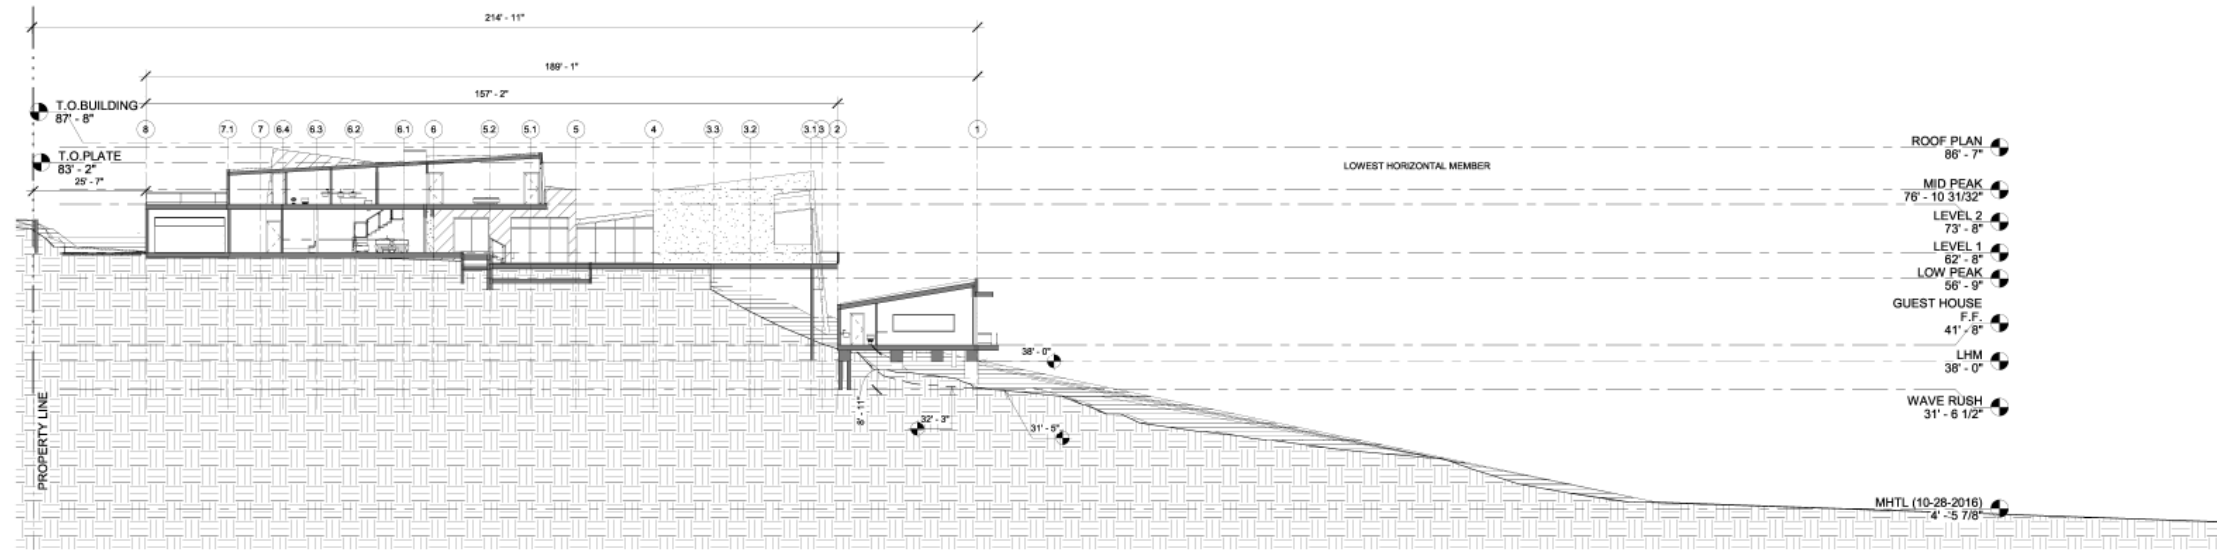 214' - 11"
189' - 1"
157' - 2"
T.O.BUILDING
87' - 8"
8
7.1
7
6.4
6.3
6.2
6.1
6
5.2
5.1
5
4
3.3
3.2
3.1
3
2
1
T.O.PLATE
83' - 2"
25' - 7"
LOWEST HORIZONTAL MEMBER
ROOF PLAN
86' - 7"
MID PEAK
76' - 10 31/32"
LEVEL 2
73' - 8"
LEVEL 1
62' - 8"
LOW PEAK
56' - 9"
GUEST HOUSE
F.F.
41' - 8"
38' - 0"
LHM
38' - 0"
WAVE RUSH
31' - 6 1/2"
8' - 11"
32' - 3"
31' - 5"
PROPERTY LINE
MHTL (10-28-2016)
4' - 5 7/8"